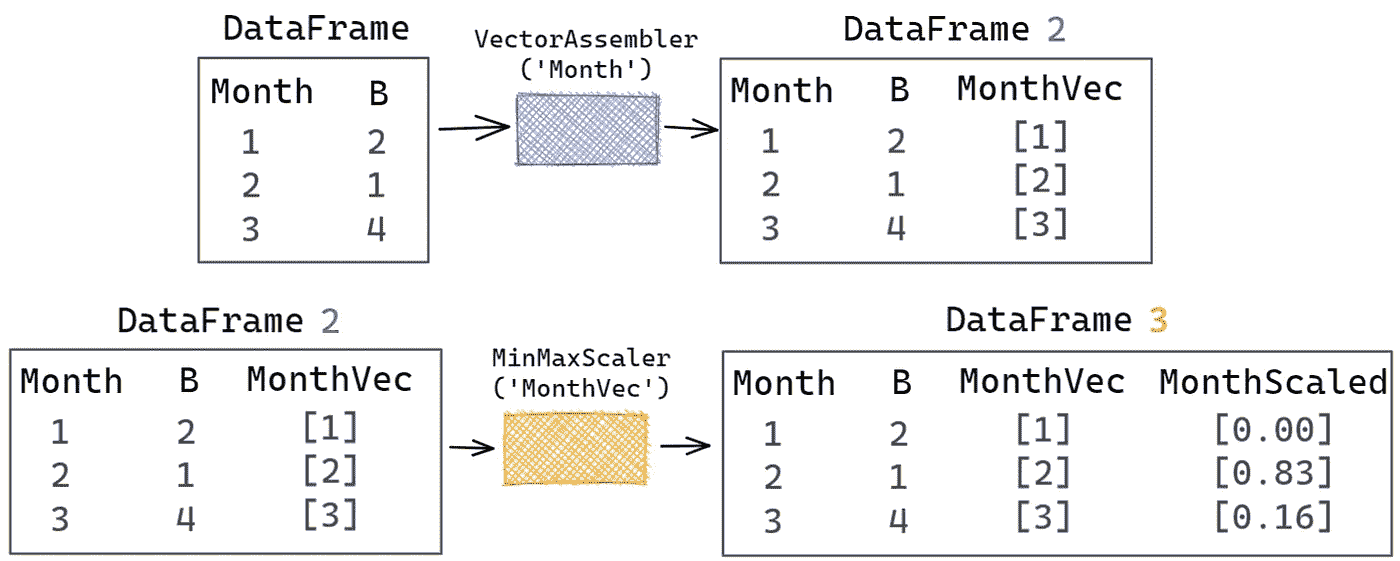 DataFrame
Month B
1 2
2 1
3 4
VectorAssembler
('Month')
DataFrame 2
Month B MonthVec
1 2 [1]
2 1 [2]
3 4 [3]
DataFrame 2
Month B MonthVec
1 2 [1]
2 1 [2]
3 4 [3]
MinMaxScaler
('MonthVec')
DataFrame 3
Month B MonthVec MonthScaled
1 2 [1] [0.00]
2 1 [2] [0.83]
3 4 [3] [0.16]